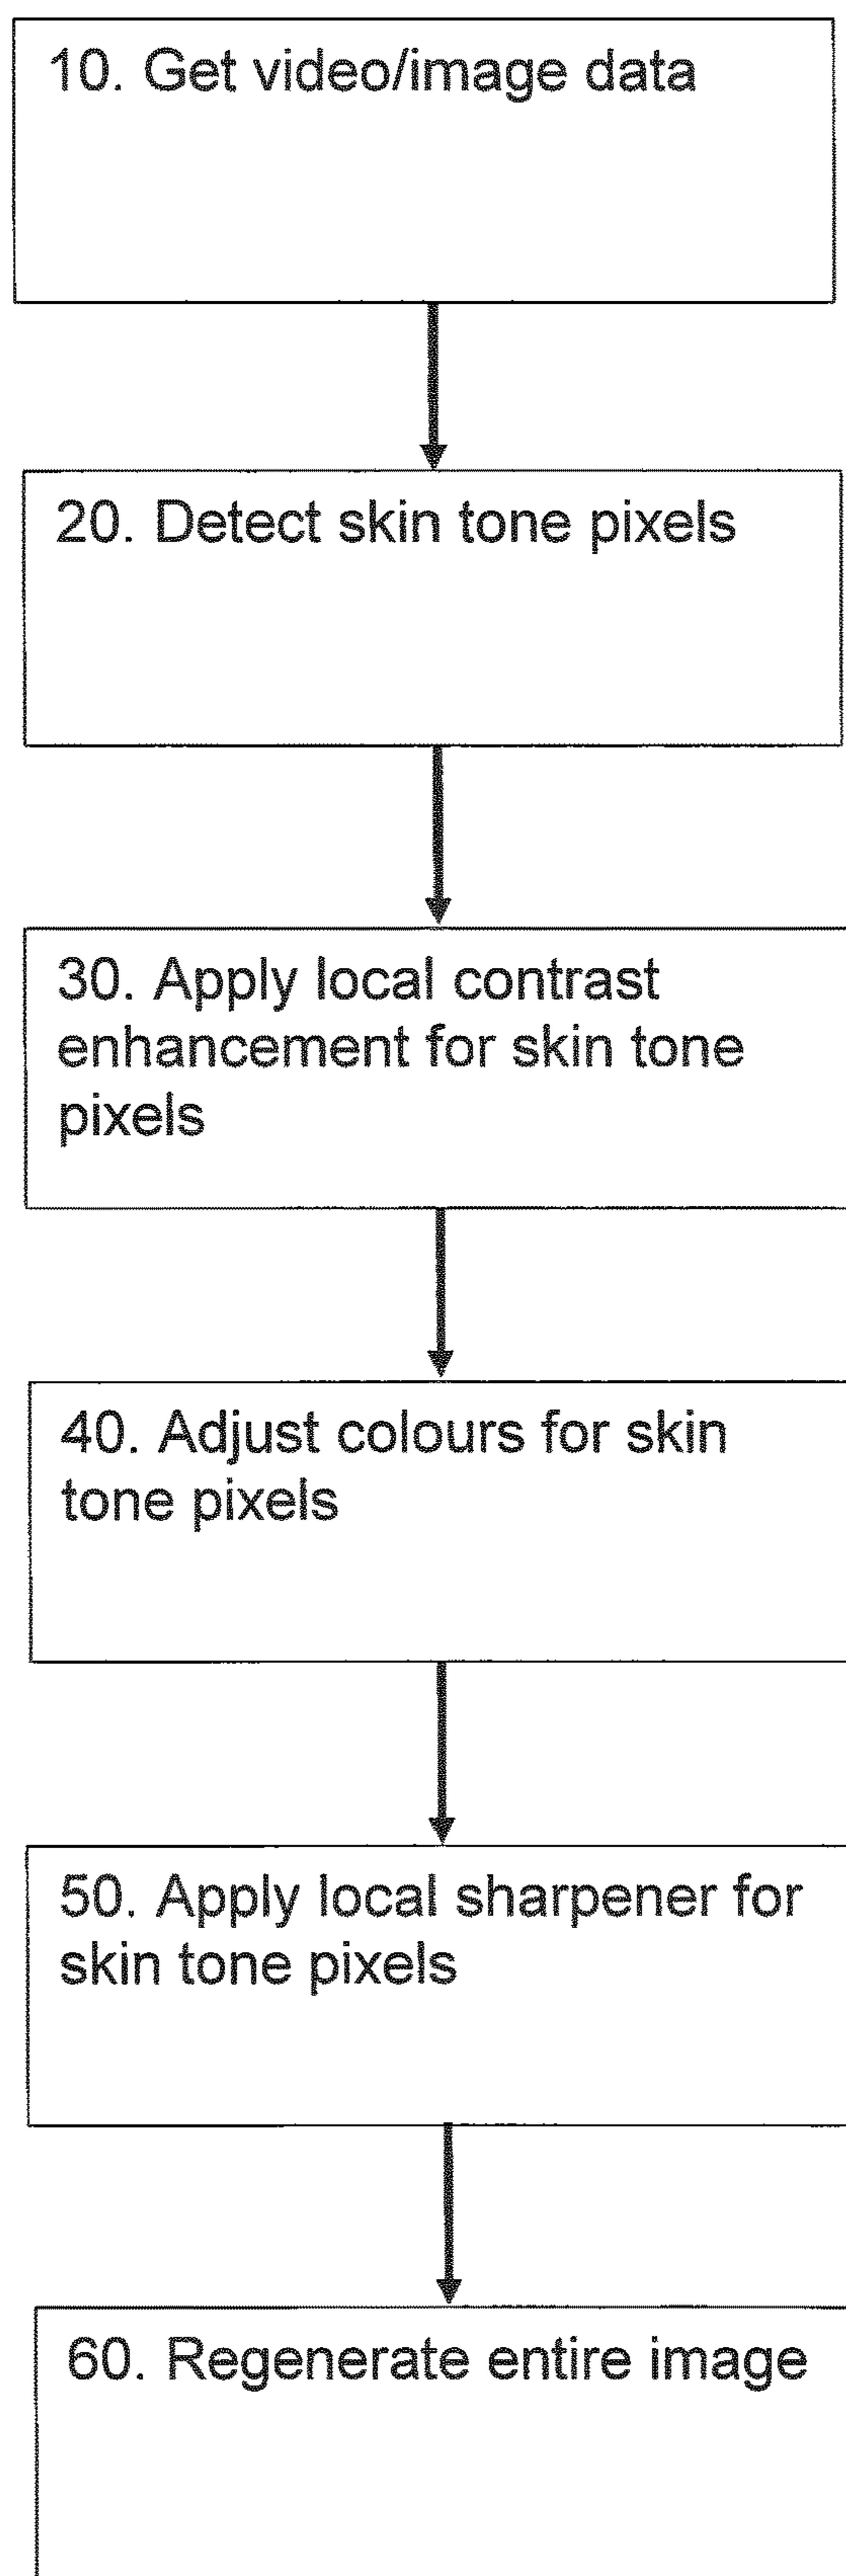 10. Get video/image data
20. Detect skin tone pixels
30. Apply local contrast
enhancement for skin tone
pixels
40. Adjust colours for skin
tone pixels
50. Apply local sharpener for
skin tone pixels
60. Regenerate entire image